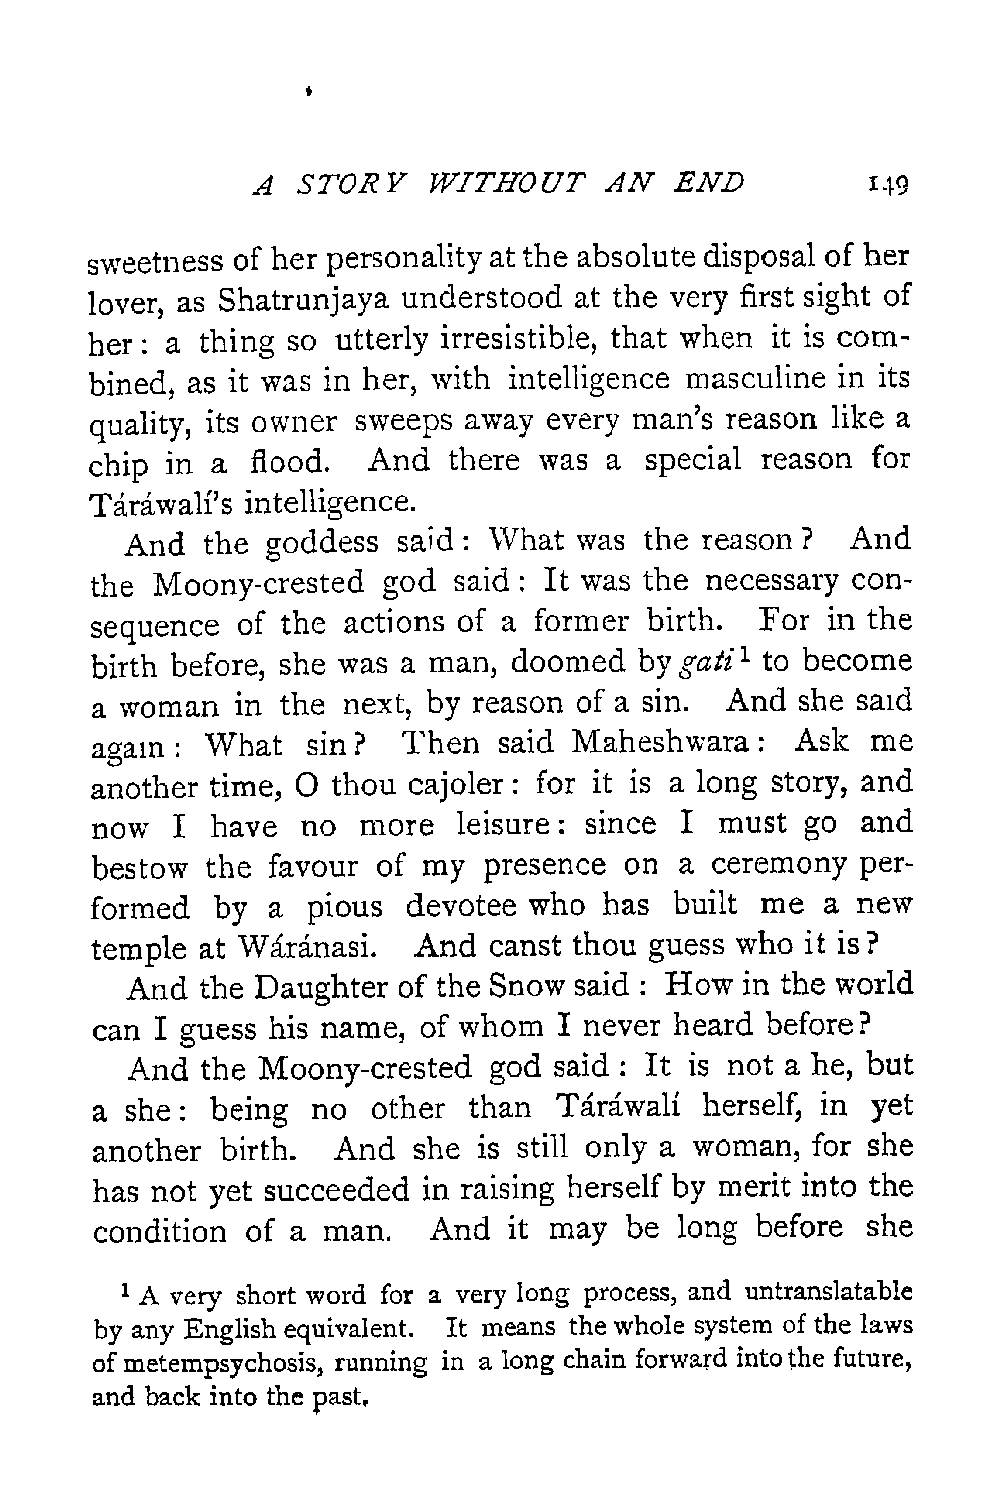 A STORY WITHOUT AN END 149
sweetness of her personality at the absolute disposal of her
lover, as Shatrunjaya understood at the very first sight of
her: a thing so utterly irresistible, that when it is com-
bined, as it was in her, with intelligence masculine in its
quality, its owner sweeps away every man's reason like a
chip in a flood. And there was a special reason for
Táráwalí's intelligence.
And the goddess said: What was the reason? And
the Moony-crested god said: It was the necessary con-
sequence of the actions of a former birth. For in the
birth before, she was a man, doomed by gati¹ to become
a woman in the next, by reason of a sin. And she said
again: What sin? Then said Maheshwara: Ask me
another time, O thou cajoler: for it is a long story, and
now I have no more leisure: since I must go and
bestow the favour of my presence on a ceremony per-
formed by a pious devotee who has built me a new
temple at Wáránasi. And canst thou guess who it is?
And the Daughter of the Snow said: How in the world
can I guess his name, of whom I never heard before?
And the Moony-crested god said: It is not a he, but
a she: being no other than Táráwalí herself, in yet
another birth. And she is still only a woman, for she
has not yet succeeded in raising herself by merit into the
condition of a man. And it may be long before she
¹ A very short word for a very long process, and untranslatable
by any English equivalent. It means the whole system of the laws
of metempsychosis, running in a long chain forward into the future,
and back into the past.